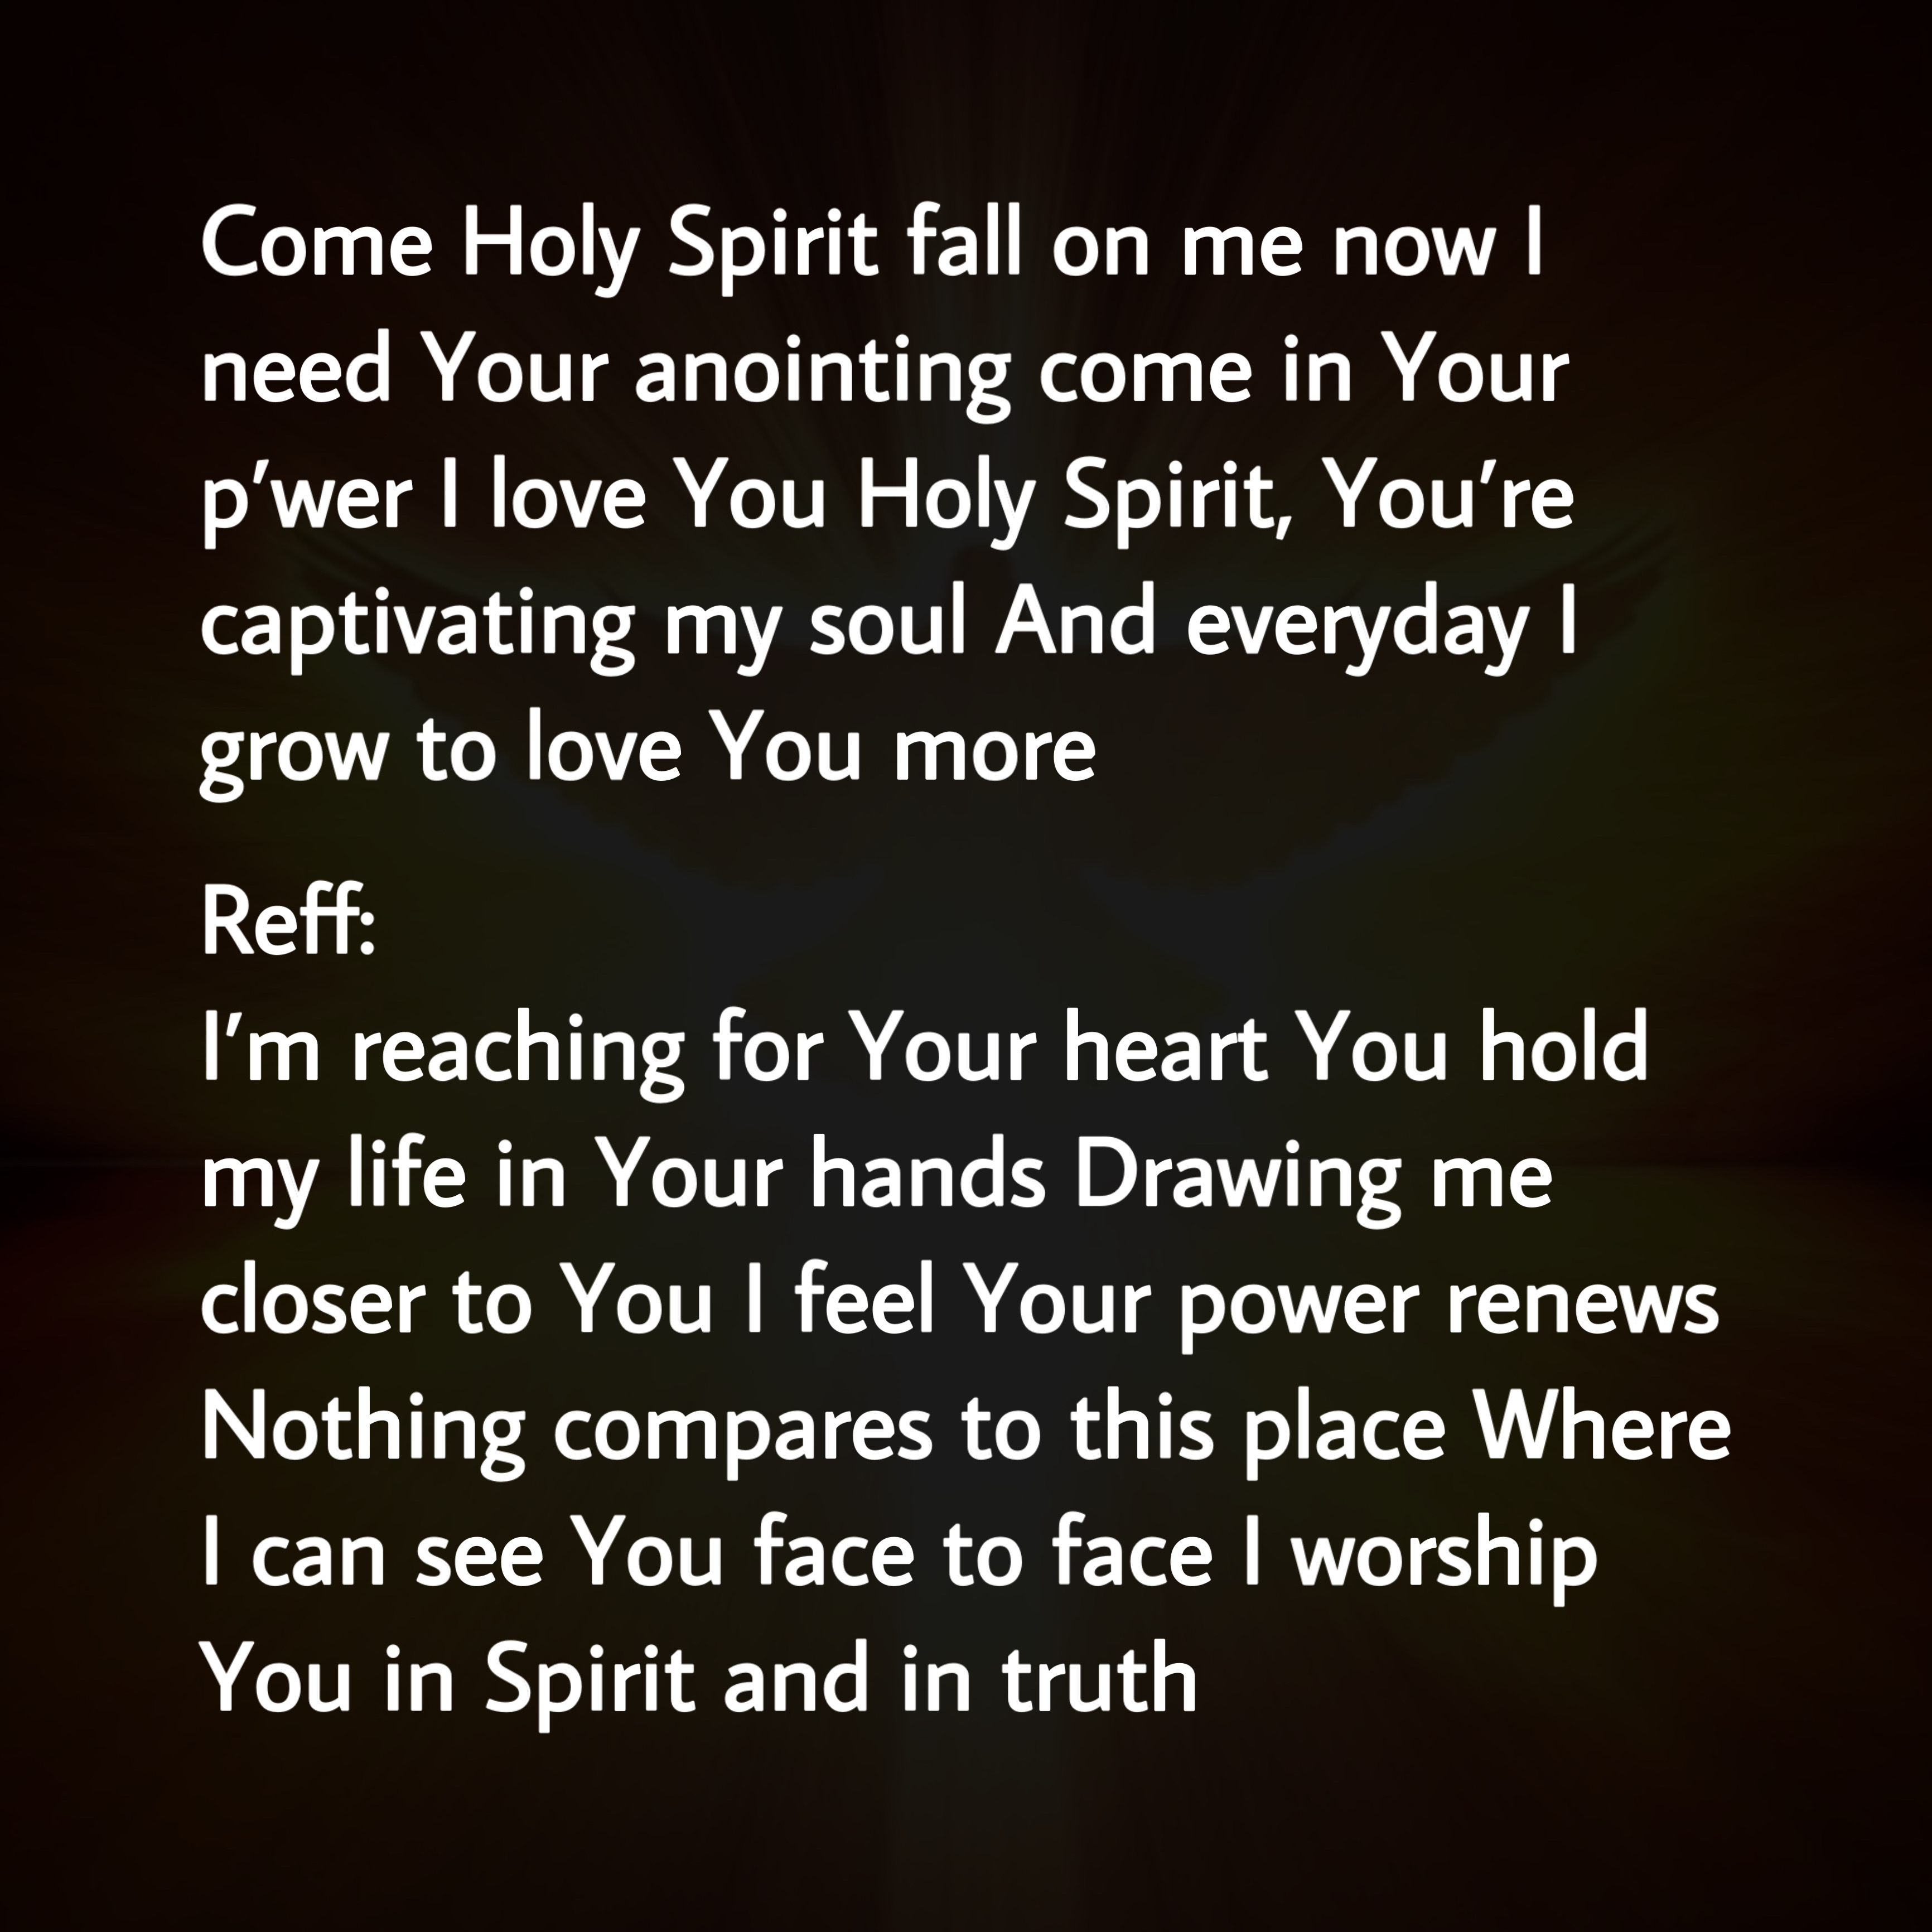 Come Holy Spirit fall on me now I
need Your anointing come in Your
p'wer I love You Holy Spirit, You're
captivating my soul And everyday I
grow to love You more
Reff:
I'm reaching for Your heart You hold
my life in Your hands Drawing me
closer to You I feel Your power renews
Nothing compares to this place Where
I can see You face to face I worship
You in Spirit and in truth